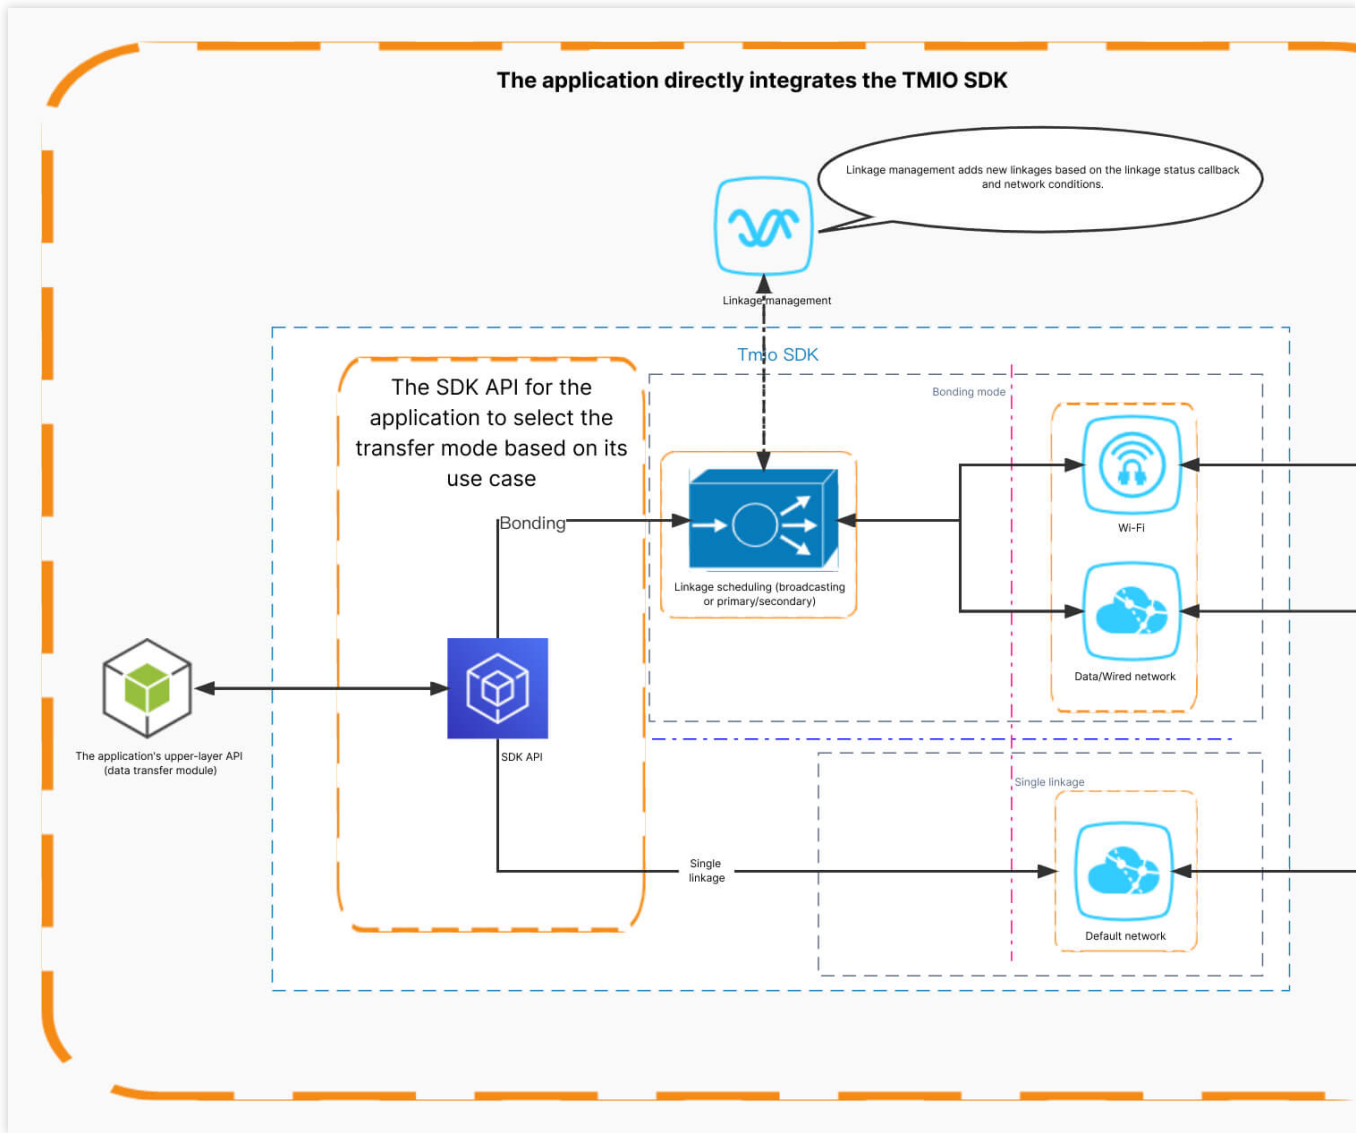 The application directly integrates the TMIO SDK
Linkage management adds new linkages based on the linkage status callback
and network conditions.
Linkage management
Tmio SDK
The SDK API for the
application to select the
transfer mode based on its
use case
Bonding mode
Bonding
Wi-Fi
Linkage scheduling (broadcasting
or primary/secondary)
Data/Wired network
The application's upper-layer API
(data transfer module)
SDK API
Single linkage
Single
linkage
Default network